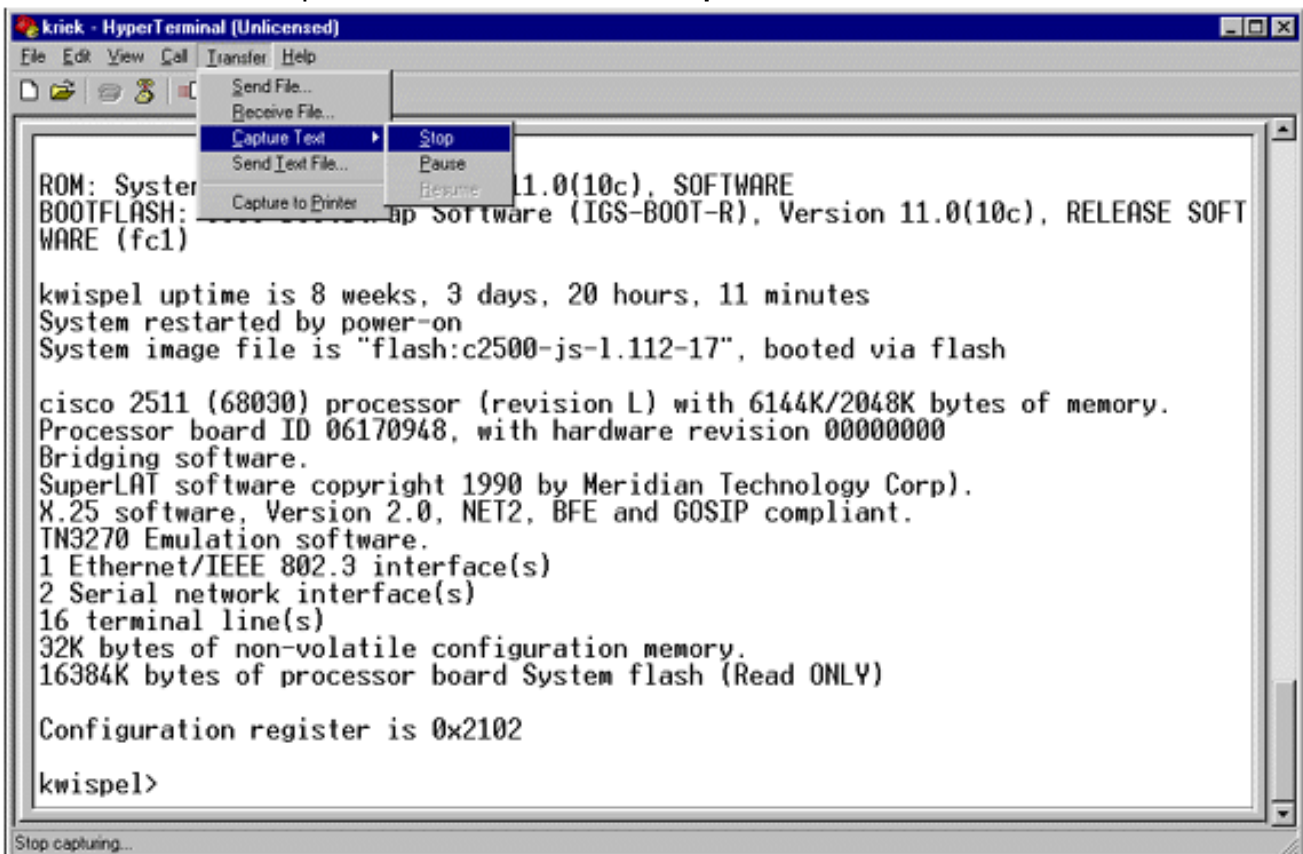 kriek - HyperTerminal (Unlicensed)
File Edit View Call Transfer Help
Send File...
Receive File...
Capture Text
Send Text File...
Capture to Printer
Stop
Pause
Resume
ROM: System 11.0(10c), SOFTWARE
BOOTFLASH: Software (IGS-BOOT-R), Version 11.0(10c), RELEASE SOFT
WARE (fc1)
kwispel uptime is 8 weeks, 3 days, 20 hours, 11 minutes
System restarted by power-on
System image file is "flash:c2500-js-l.112-17", booted via flash
cisco 2511 (68030) processor (revision L) with 6144K/2048K bytes of memory.
Processor board ID 06170948, with hardware revision 00000000
Bridging software.
SuperLAT software copyright 1990 by Meridian Technology Corp).
X.25 software, Version 2.0, NET2, BFE and GOSIP compliant.
TN3270 Emulation software.
1 Ethernet/IEEE 802.3 interface(s)
2 Serial network interface(s)
16 terminal line(s)
32K bytes of non-volatile configuration memory.
16384K bytes of processor board System flash (Read ONLY)
Configuration register is 0x2102
kwispel>
Stop capturing...